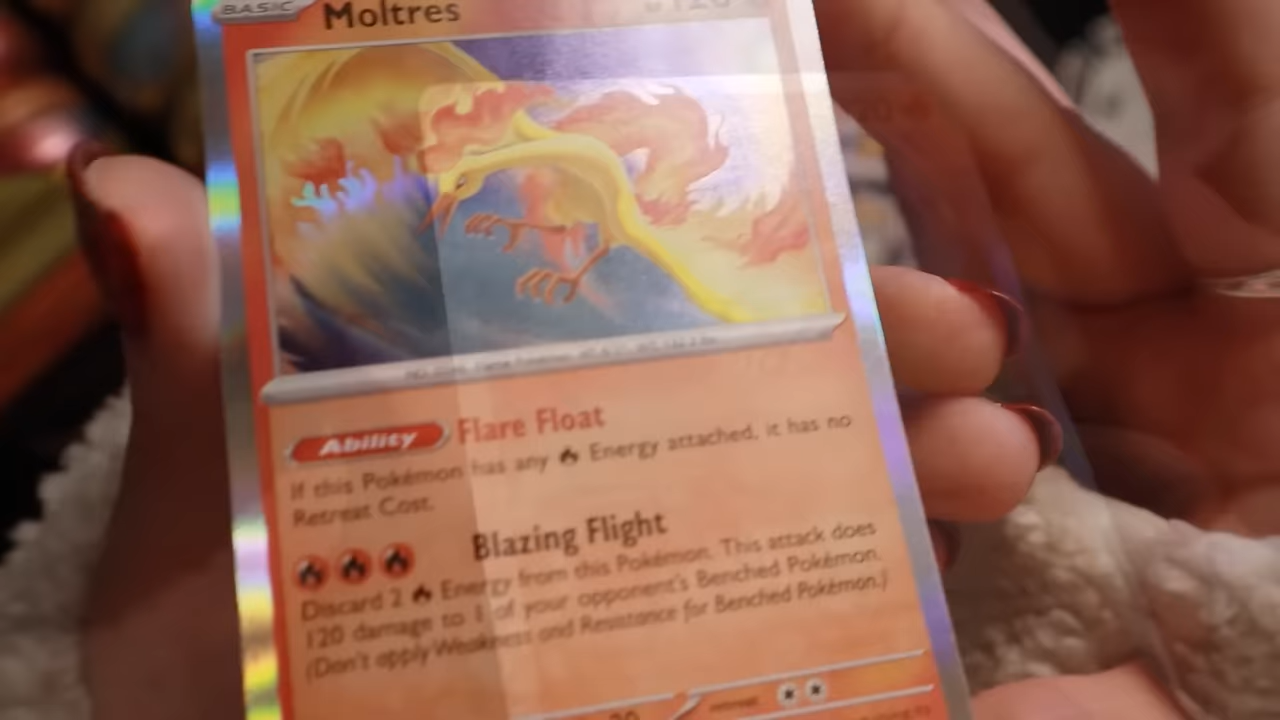 BASIC
Moltres
120
Ability Flare Float
If this Pokémon has any Energy attached, it has no
Retreat Cost.
Blazing Flight
Discard 2 Energy from this Pokémon. This attack does
120 damage to 1 of your opponent's Benched Pokémon.
(Don't apply Weakness and Resistance for Benched Pokémon.)
retreat